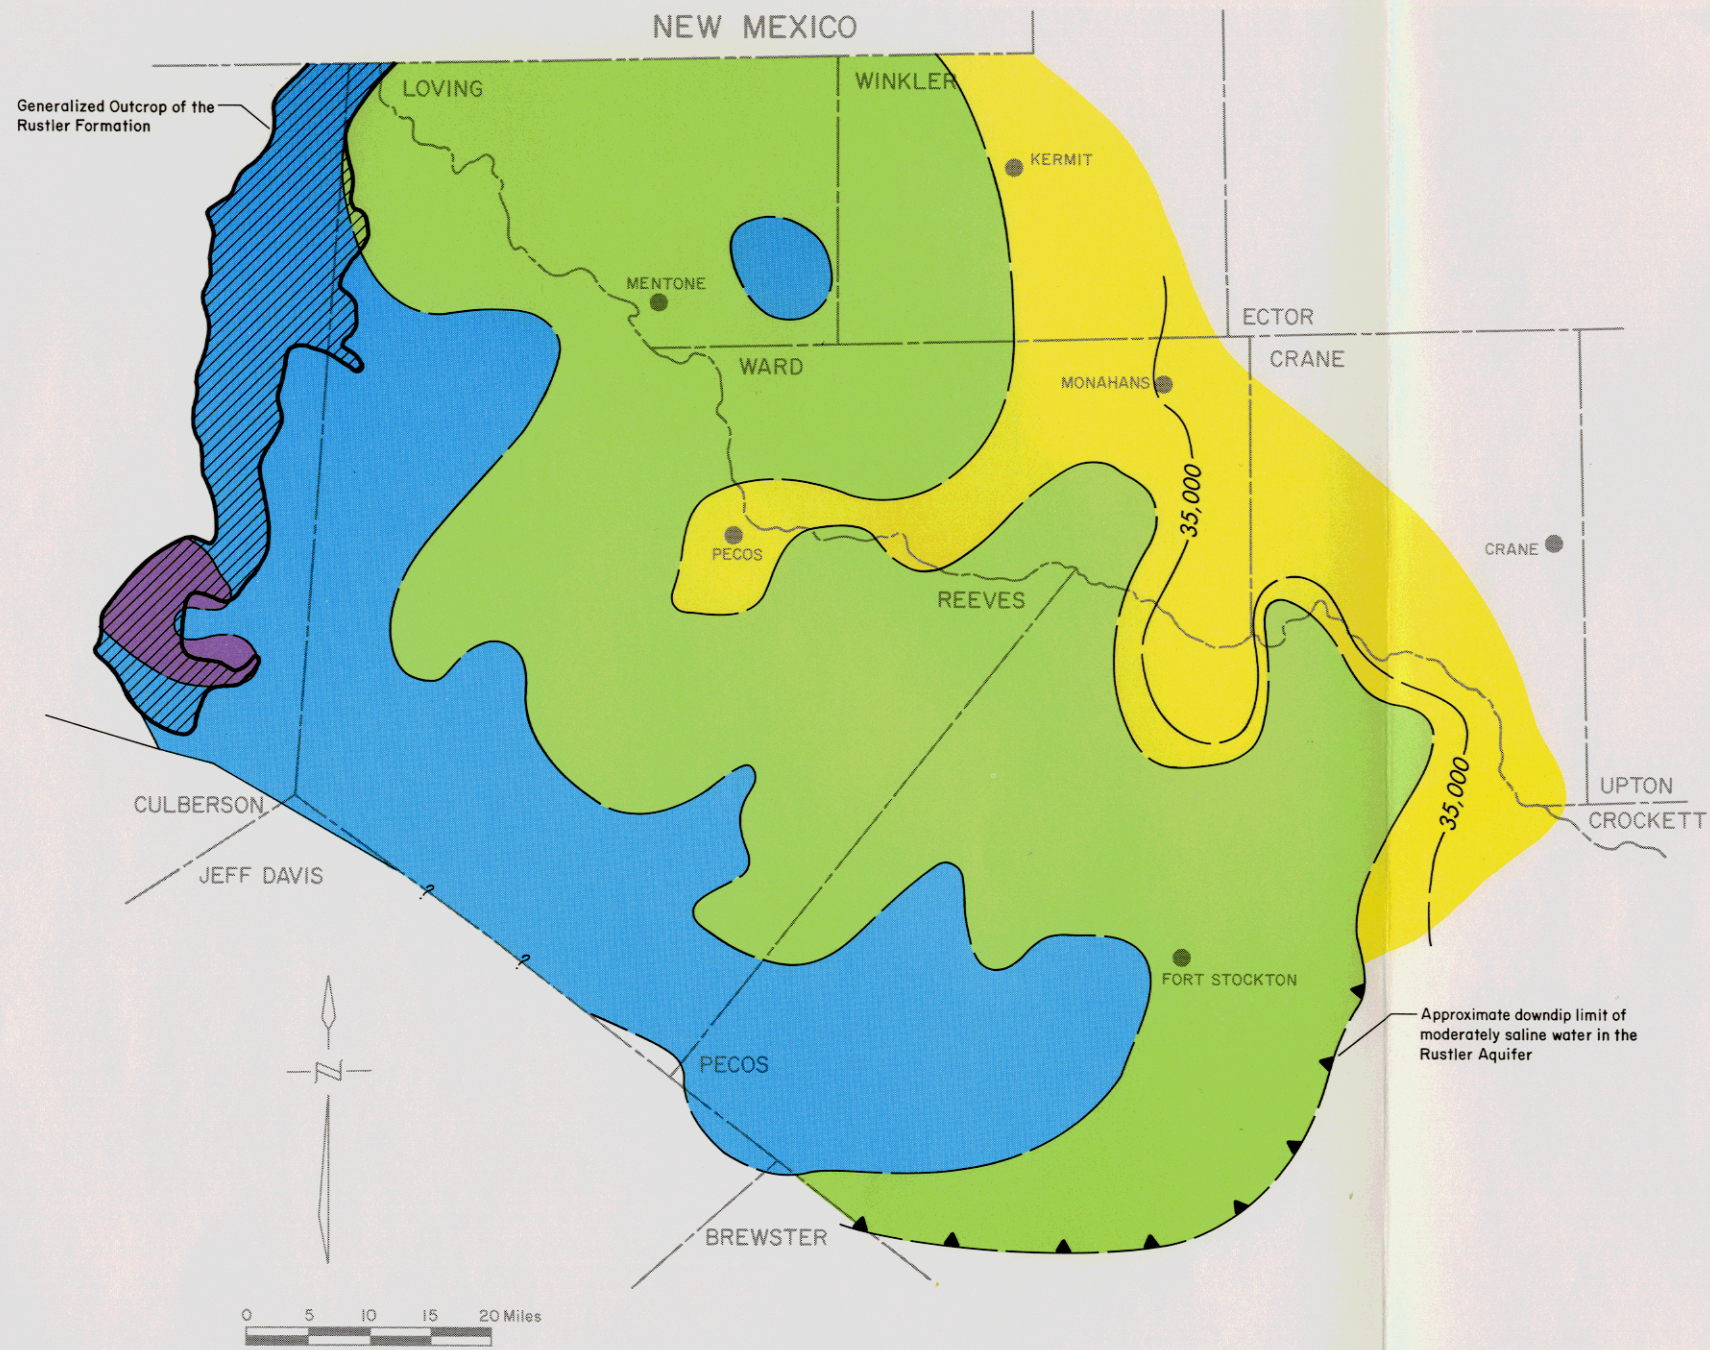 NEW MEXICO
LOVING
WINKLER
Generalized Outcrop of the
Rustler Formation
KERMIT
MENTONE
ECTOR
WARD
CRANE
MONAHANS
35,000
PECOS
CRANE
REEVES
35,000
UPTON
CROCKETT
CULBERSON
JEFF DAVIS
?
?
FORT STOCKTON
Approximate downdip limit of
moderately saline water in the
Rustler Aquifer
N
PECOS
BREWSTER
0 5 10 15 20 Miles